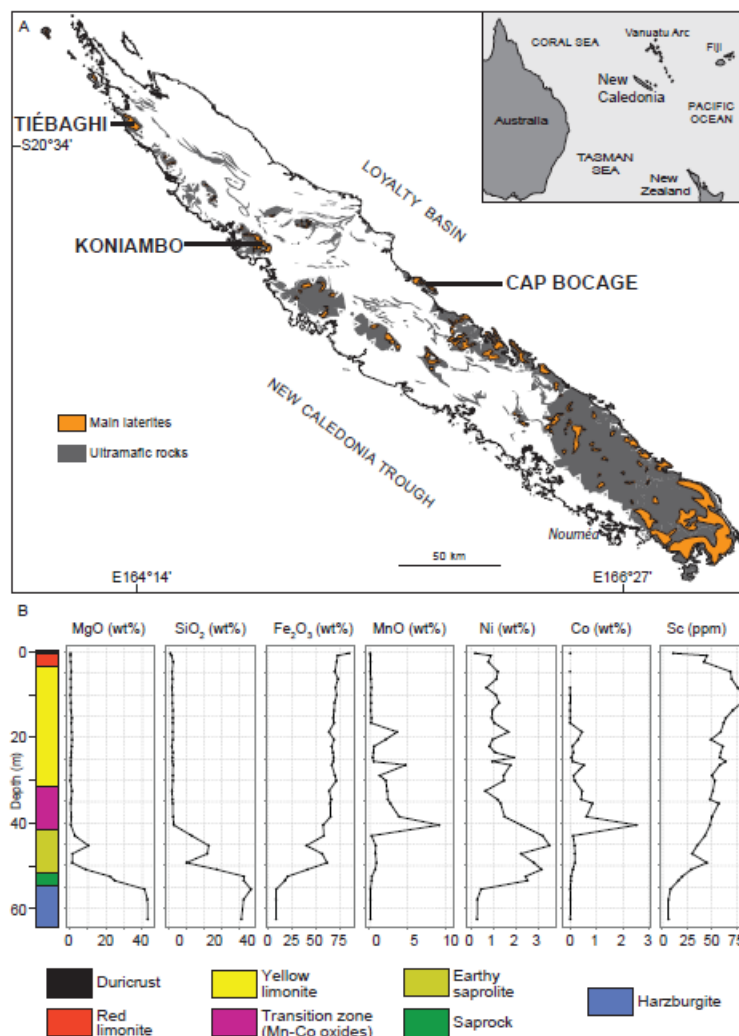 A
CORAL SEA
Vanuatu Arc
Fiji
New
Caledonia
PACIFIC
OCEAN
Australia
TASMAN
SEA
New
Zealand
TIÉBAGHI
S20°34'
LOYALTY BASIN
KONIAMBO
CAP BOCAGE
Main laterites
Ultramafic rocks
NEW CALEDONIA TROUGH
Nouméa
50 km
E164°14'
E166°27'
B
MgO (wt%) SiO2 (wt%) Fe2O3 (wt%) MnO (wt%) Ni (wt%) Co (wt%) Sc (ppm)
Depth (m)
0
20
40
60
0 20 40 0 20 40 0 25 50 75 0 5 10 0 1 2 3 0 1 2 3 0 25 50 75
Duricrust
Red
limonite
Yellow
limonite
Transition zone
(Mn-Co oxides)
Earthy
saprolite
Saprock
Harzburgite